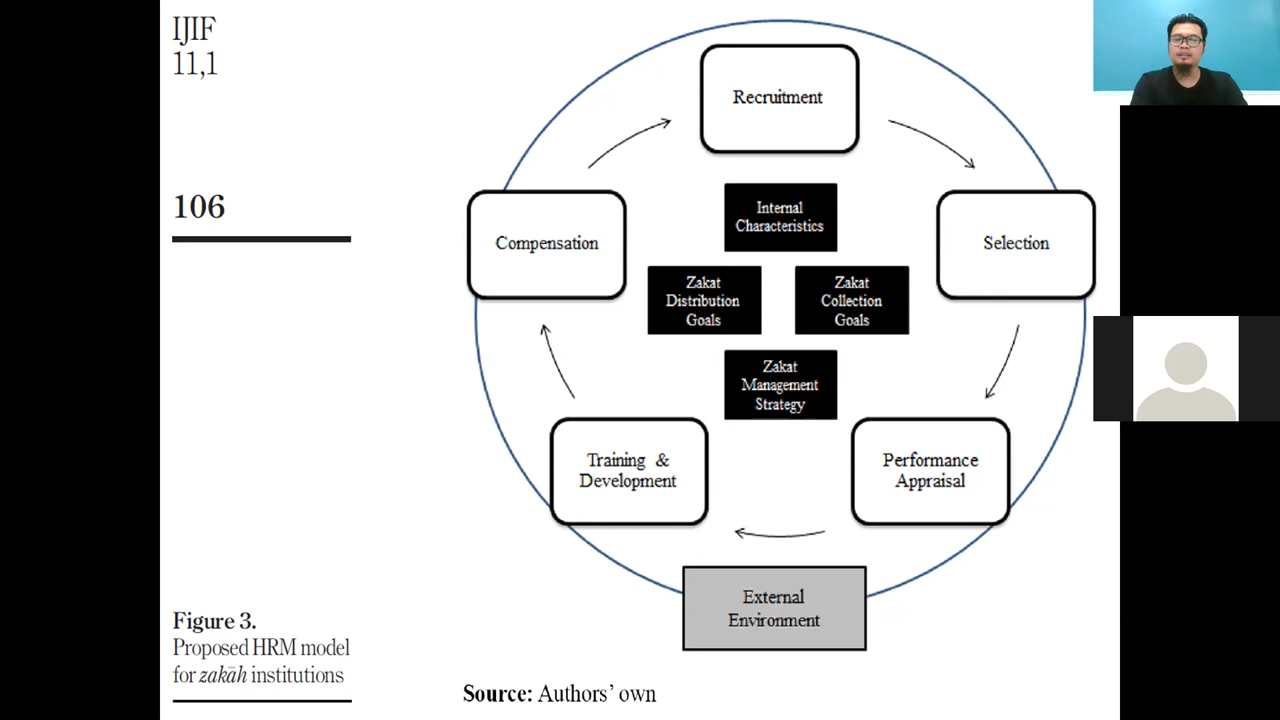 IJIF
11,1
106
Recruitment
Compensation
Internal
Characteristics
Selection
Zakat
Distribution
Goals
Zakat
Collection
Goals
Zakat
Management
Strategy
Training &
Development
Performance
Appraisal
External
Environment
Figure 3.
Proposed HRM model
for zakāh institutions
Source: Authors’ own